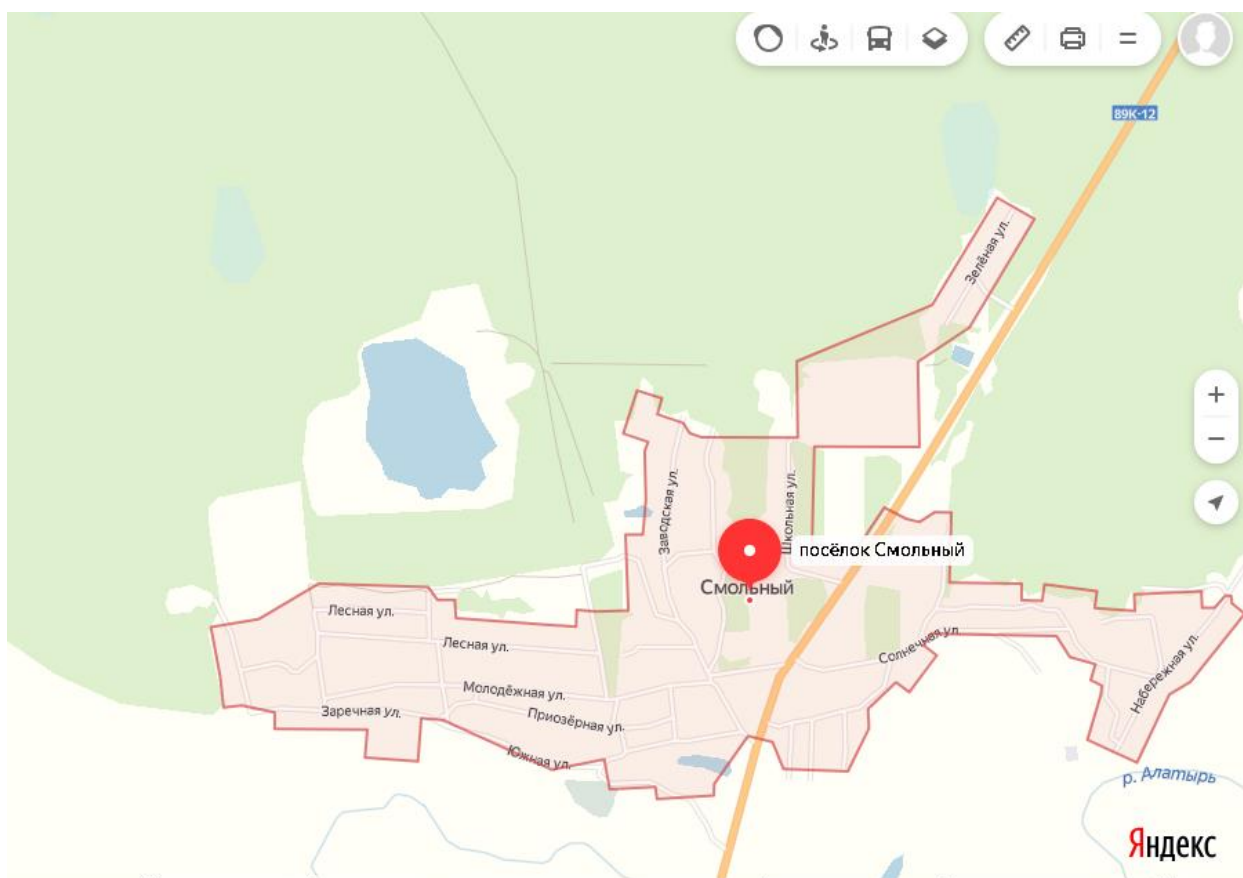 89K-12
Зелёная ул.
Заводская ул.
Школьная ул.
посёлок Смольный
Смольный
Лесная ул.
Лесная ул.
Солнечная ул.
Молодёжная ул.
Набережная ул.
Заречная ул.
Приозёрная ул.
Южная ул.
р. Алатырь
Яндекс